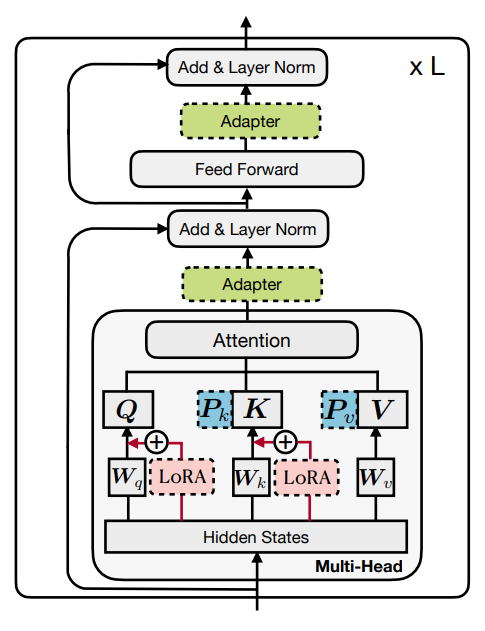 Add & Layer Norm
x L
Adapter
Feed Forward
Add & Layer Norm
Adapter
Attention
Q
P_k K
P_v V
+
+
W_q
LoRA
W_k
LoRA
W_v
Hidden States
Multi-Head